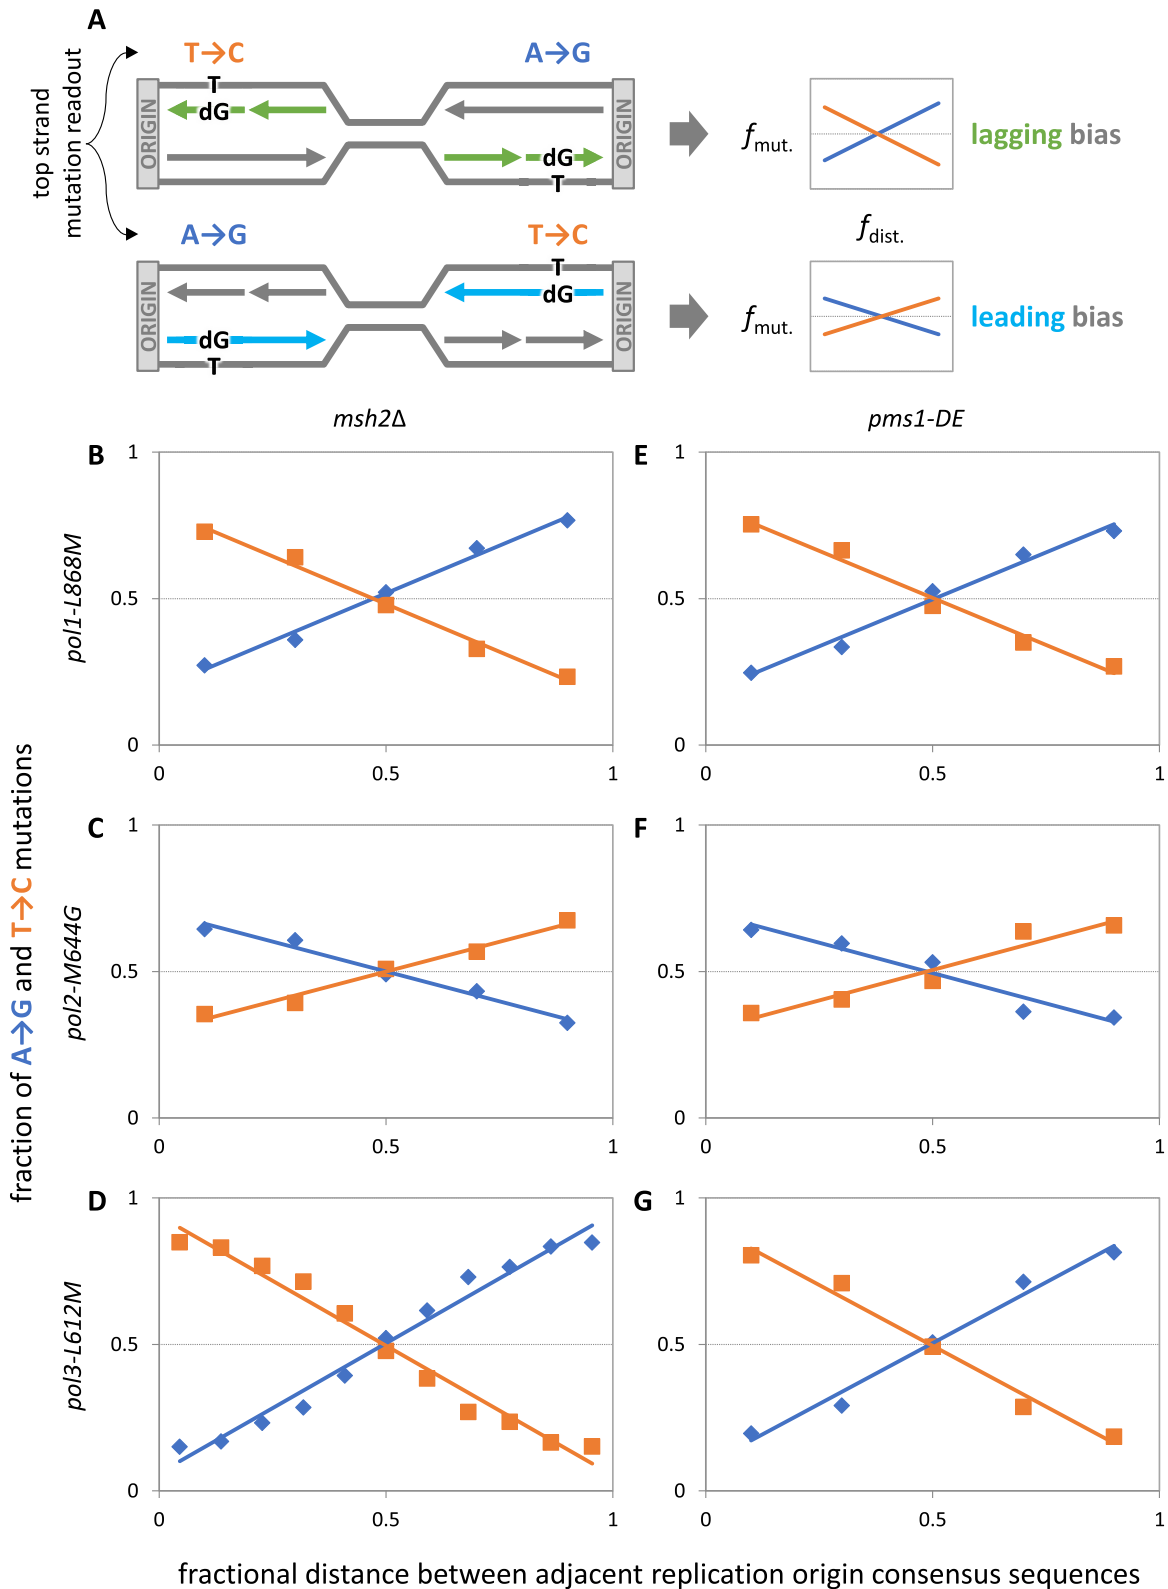 A
T→C
A→G
top strand
mutation readout
ORIGIN
T
dG
dG
T
ORIGIN
f mut.
lagging bias
f dist.
A→G
T→C
ORIGIN
T
dG
dG
T
ORIGIN
f mut.
leading bias
msh2Δ
pms1-DE
fraction of A→G and T→C mutations
pol1-L868M
B
1
0.5
0
0
0.5
1
E
1
0.5
0
0
0.5
1
pol2-M644G
C
1
0.5
0
0
0.5
1
F
1
0.5
0
0
0.5
1
pol3-L612M
D
1
0.5
0
0
0.5
1
G
1
0.5
0
0
0.5
1
fractional distance between adjacent replication origin consensus sequences